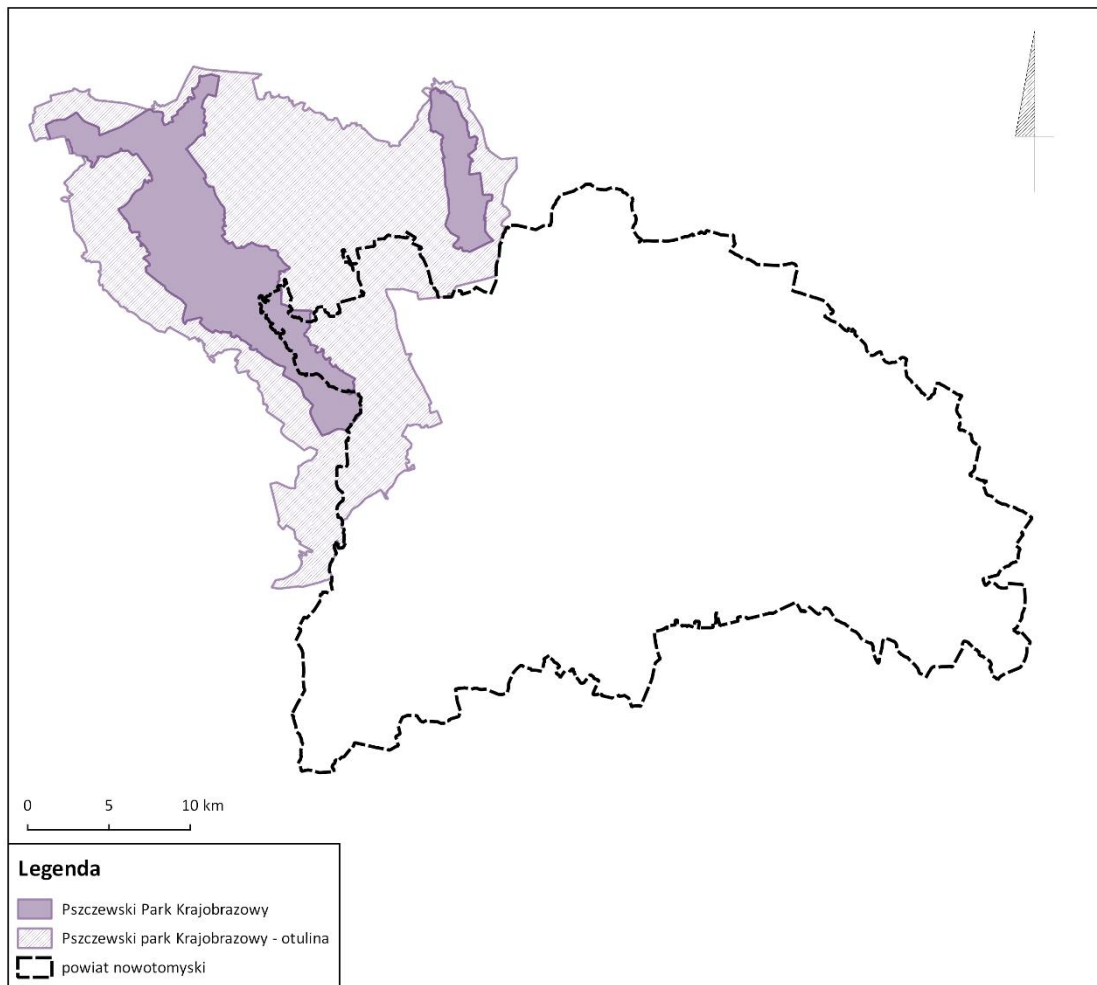 0 5 10 km
Legenda
Pszczewski Park Krajobrazowy
Pszczewski park Krajobrazowy - otulina
powiat nowotomyski